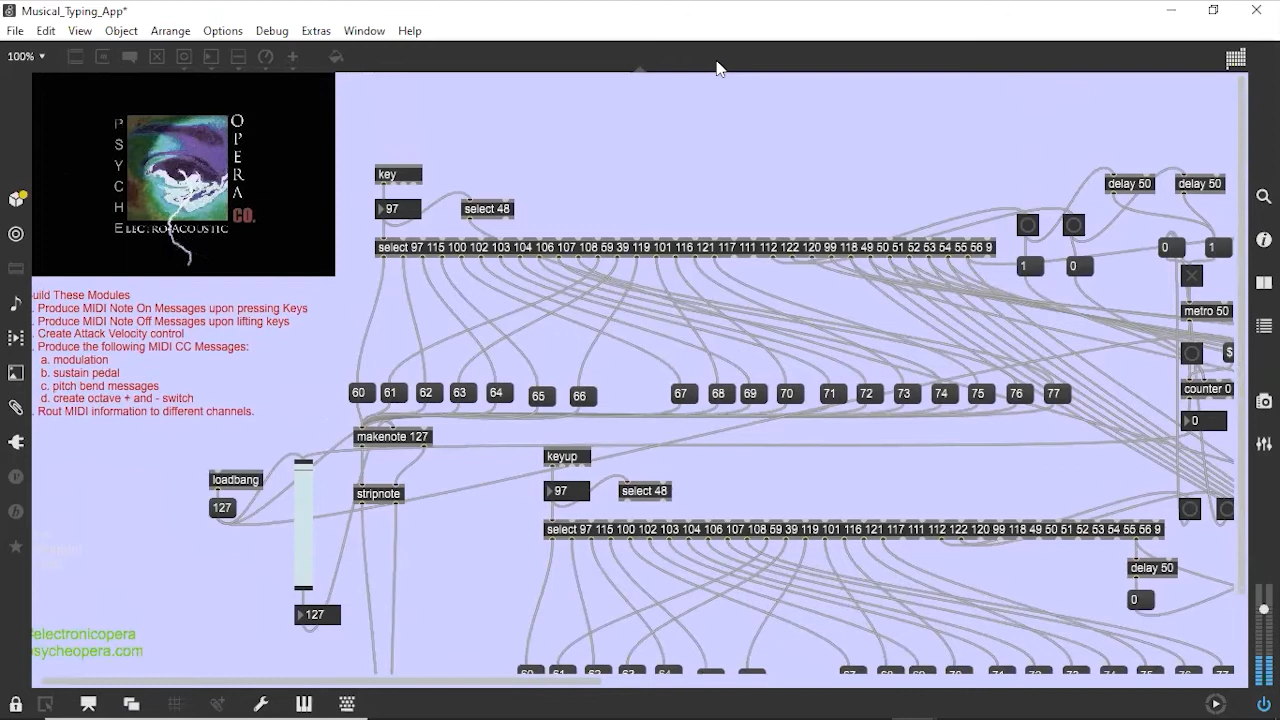 Musical_Typing_App*
File Edit View Object Arrange Options Debug Extras Window Help
100%
PSYCHE
OPERA
CO.
ELECTRO-ACOUSTIC
key
97
select 48
select 97 115 100 102 103 104 106 107 108 59 39 119 101 116 121 117 111 112 122 120 99 118 49 50 51 52 53 54 55 56 9
delay 50
delay 50
1
0
0
1
metro 50
counter 0
0
uild These Modules
. Produce MIDI Note On Messages upon pressing Keys
. Produce MIDI Note Off Messages upon lifting keys
. Create Attack Velocity control
. Produce the following MIDI CC Messages:
a. modulation
b. sustain pedal
c. pitch bend messages
d. create octave + and - switch
. Rout MIDI information to different channels.
60 61 62 63 64 65 66 67 68 69 70 71 72 73 74 75 76 77
makenote 127
stripnote
loadbang
127
127
keyup
97
select 48
select 97 115 100 102 103 104 106 107 108 59 39 119 101 116 121 117 111 112 122 120 99 118 49 50 51 52 53 54 55 56 9
delay 50
0
electronicopera
psycheopera.com